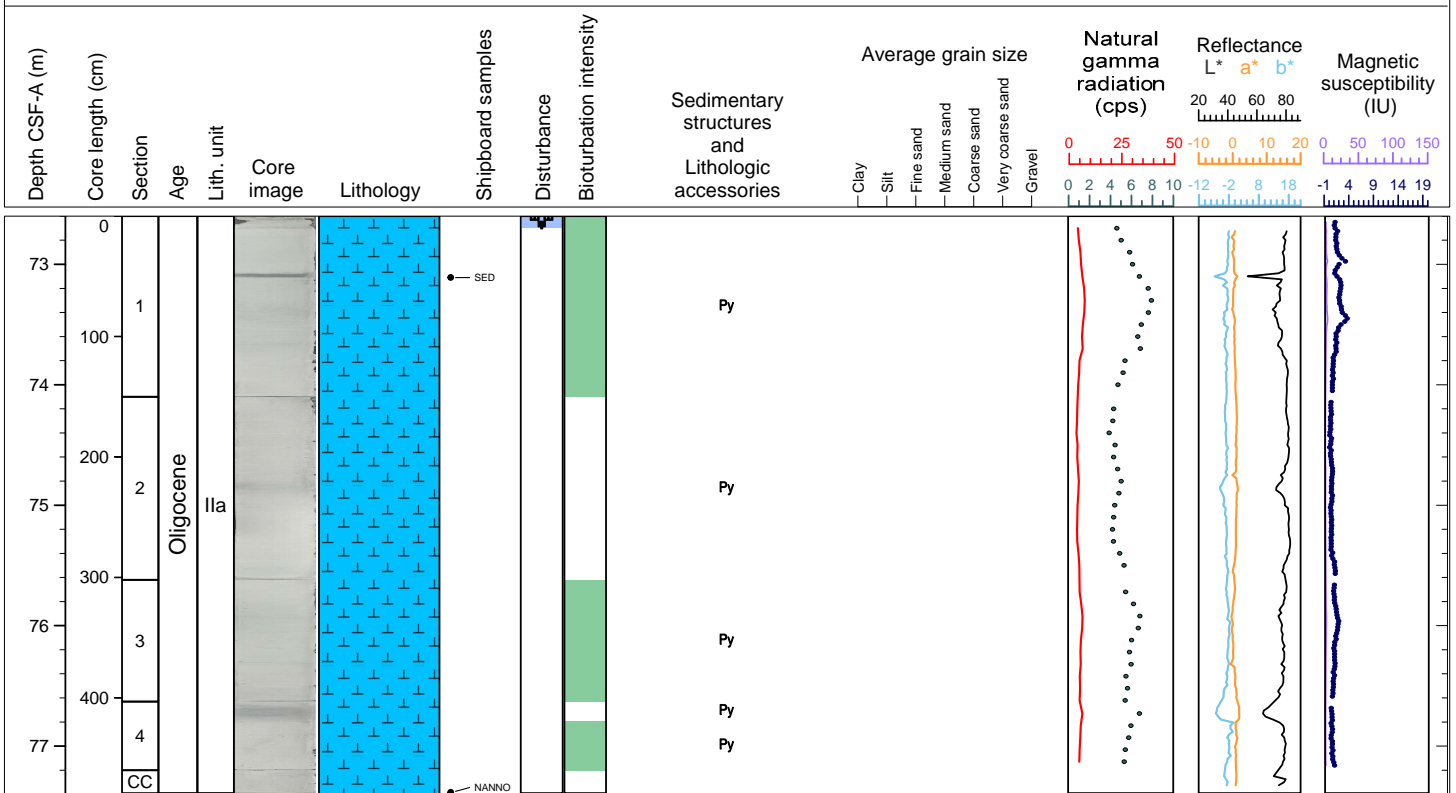 Depth CSF-A (m)
Core length (cm)
Section
Age
Lith. unit
Core
image
Lithology
Shipboard samples
Disturbance
Bioturbation intensity
Sedimentary
structures
and
Lithologic
accessories
Average grain size
Clay
Silt
Fine sand
Medium sand
Coarse sand
Very coarse sand
Gravel
Natural
gamma
radiation
(cps)
0 25 50
0 2 4 6 8 10
Reflectance
L* a* b*
20 40 60 80
-10 0 10 20
-12 -2 8 18
Magnetic
susceptibility
(IU)
0 50 100 150
-1 4 9 14 19
0
73
SED
1
Py
100
74
200
2
Py
75
Oligocene
IIa
300
76
3
Py
400
Py
4
Py
77
CC
NANNO